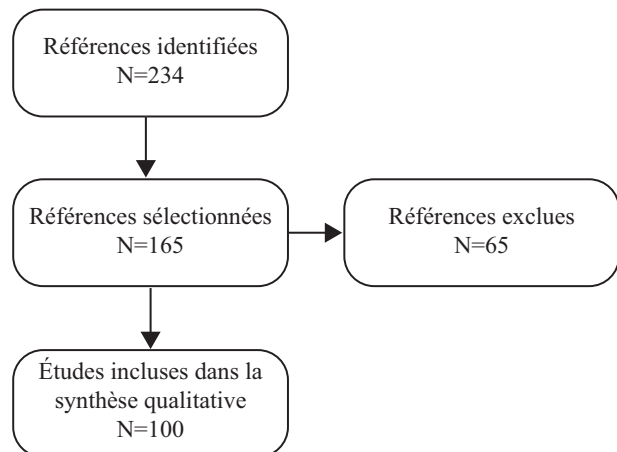 Références identifiées
N=234
Références sélectionnées
N=165
Références exclues
N=65
Études incluses dans la
synthèse qualitative
N=100